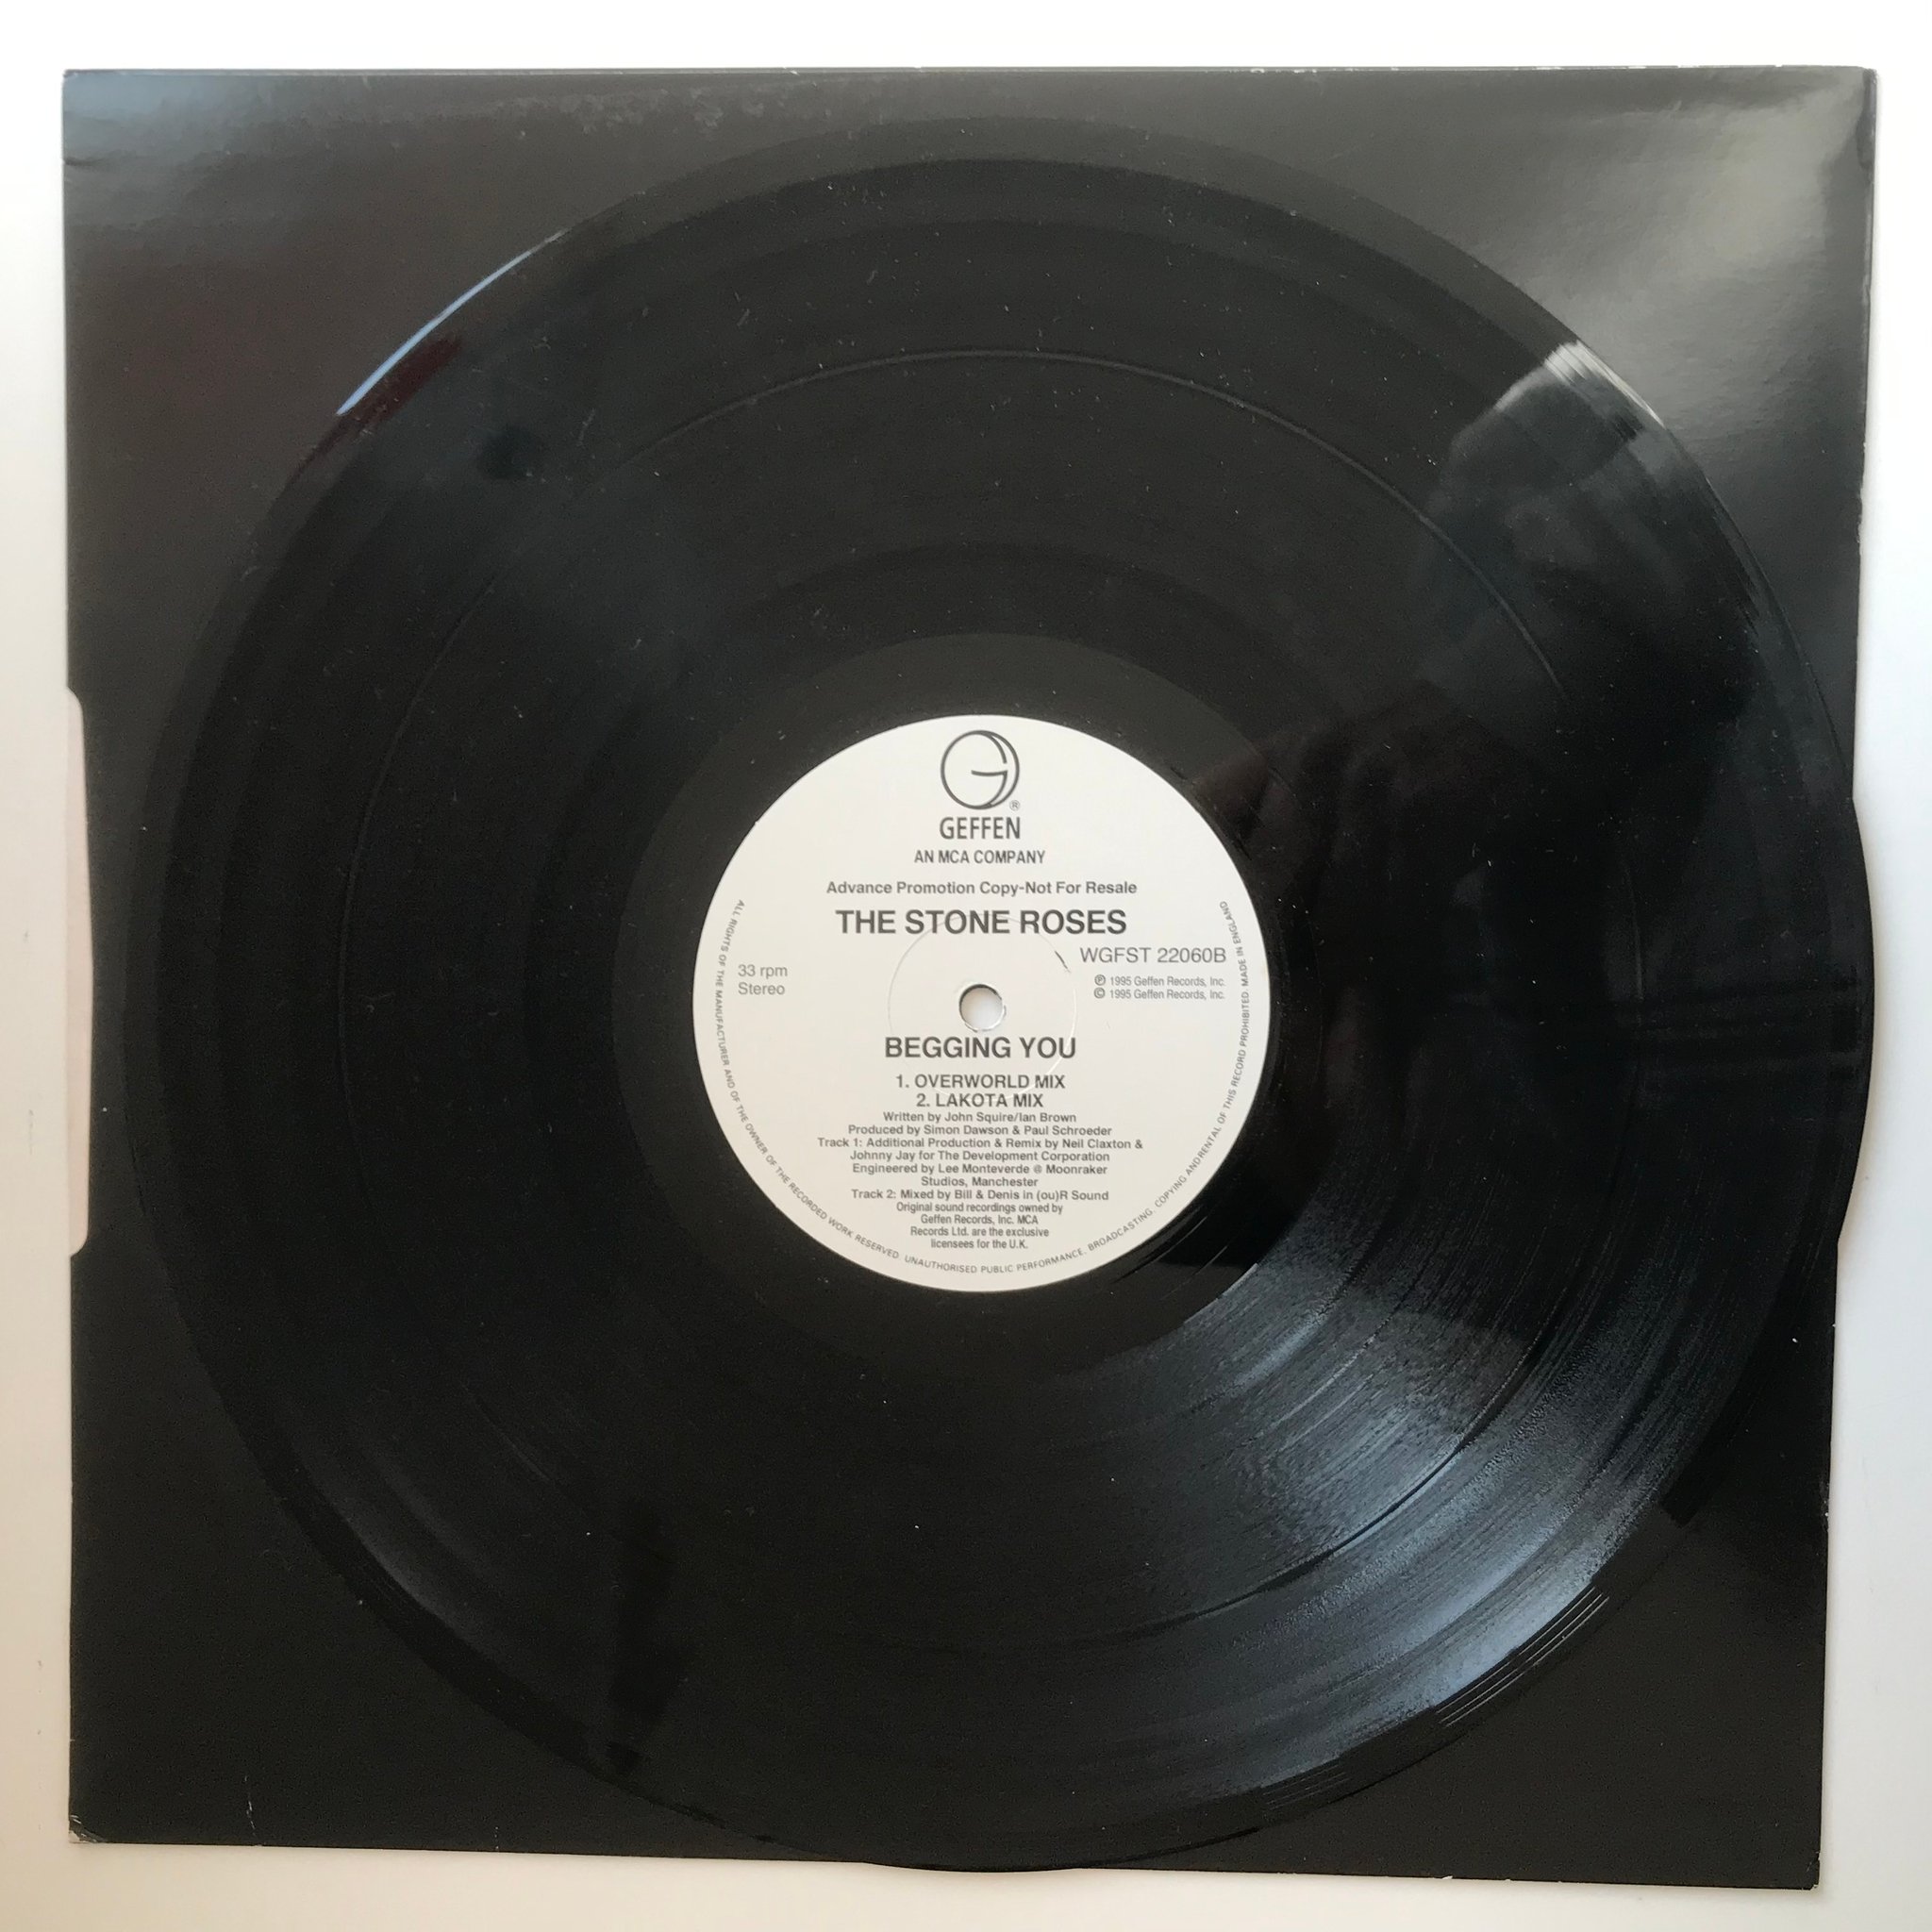 G
®
GEFFEN
AN MCA COMPANY
Advance Promotion Copy-Not For Resale
THE STONE ROSES
WGFST 22060B
33 rpm
Stereo
℗ 1995 Geffen Records, Inc.
© 1995 Geffen Records, Inc.
BEGGING YOU
1. OVERWORLD MIX
2. LAKOTA MIX
Written by John Squire/Ian Brown
Produced by Simon Dawson & Paul Schroeder
Track 1: Additional Production & Remix by Neil Claxton &
Johnny Jay for The Development Corporation
Engineered by Lee Monteverde @ Moonraker
Studios, Manchester
Track 2: Mixed by Bill & Denis in (ou)R Sound
Original sound recordings owned by
Geffen Records, Inc. MCA
Records Ltd. are the exclusive
licensees for the U.K.
ALL RIGHTS OF THE MANUFACTURER AND OF THE OWNER OF THE RECORDED WORK RESERVED. UNAUTHORISED PUBLIC PERFORMANCE. BROADCASTING. COPYING AND RENTAL OF THIS RECORD PROHIBITED. MADE IN ENGLAND